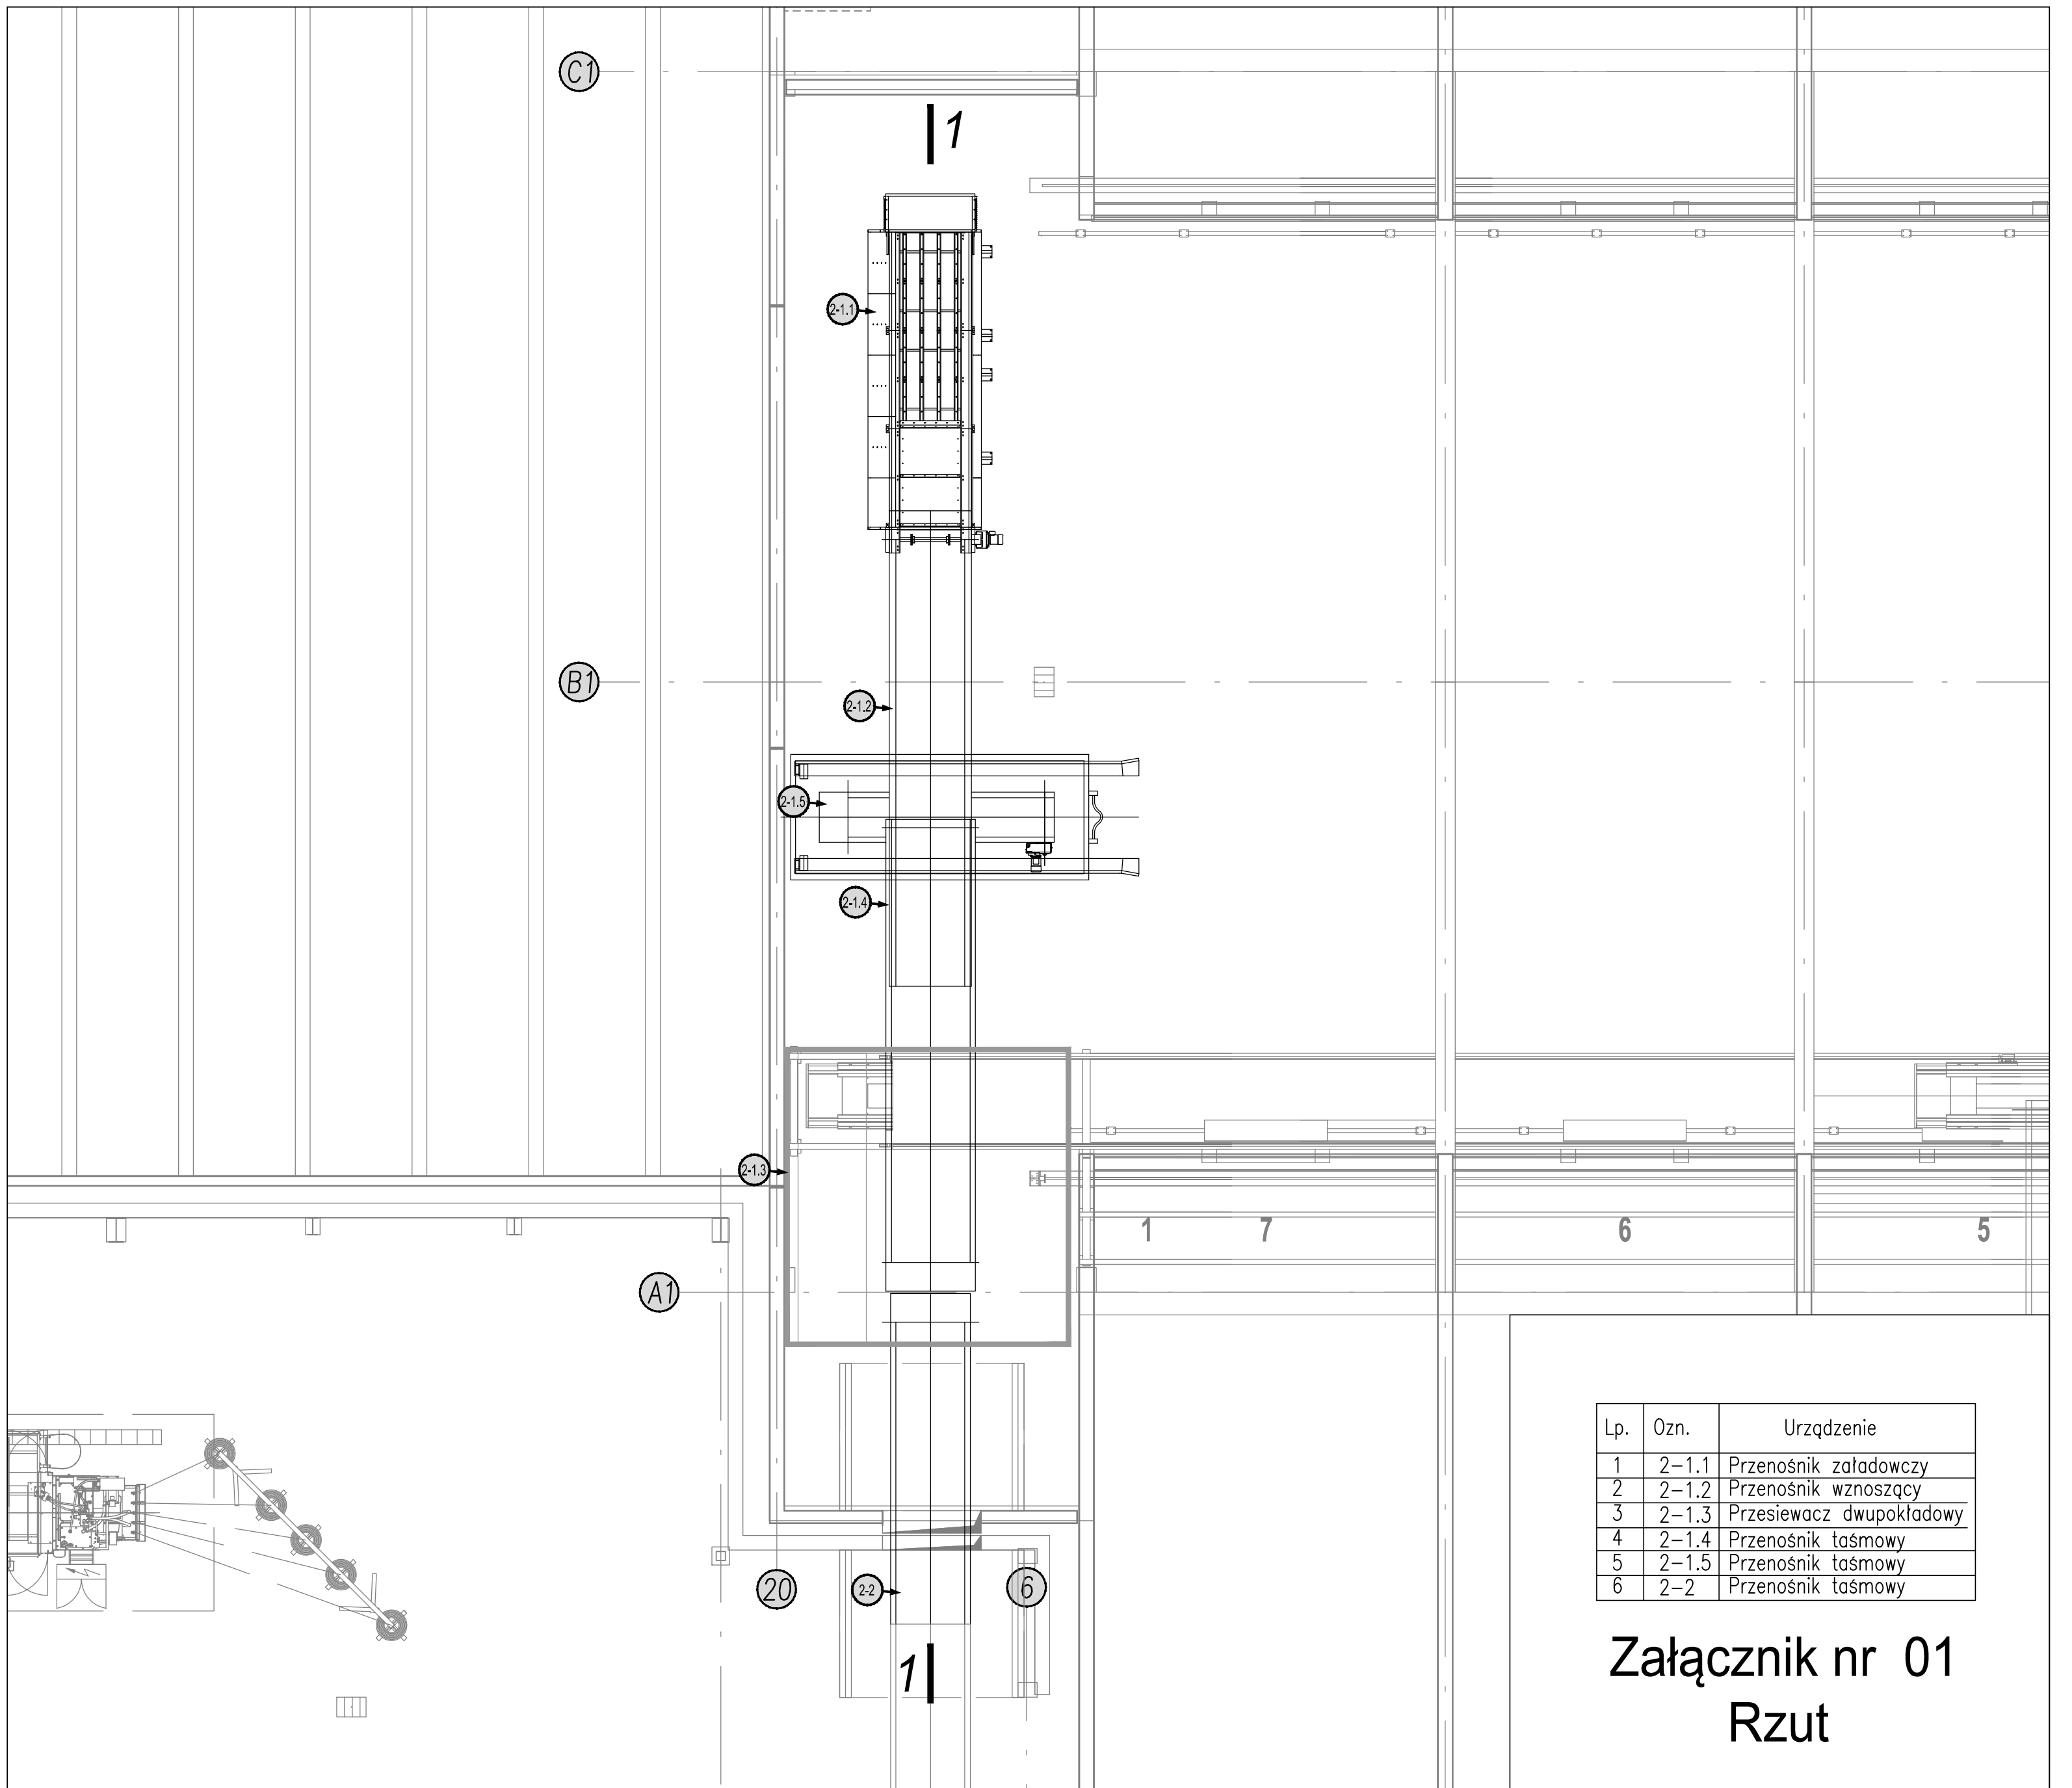 C1
1
2-1.1
B1
2-1.2
2-1.5
2-1.4
2-1.3
1 7 6 5
A1
20
2-2
6
1
Lp. Ozn. Urządzenie
1 2-1.1 Przenośnik załadowczy
2 2-1.2 Przenośnik wznoszący
3 2-1.3 Przesiewacz dwupokładowy
4 2-1.4 Przenośnik taśmowy
5 2-1.5 Przenośnik taśmowy
6 2-2 Przenośnik taśmowy
Załącznik nr 01
Rzut